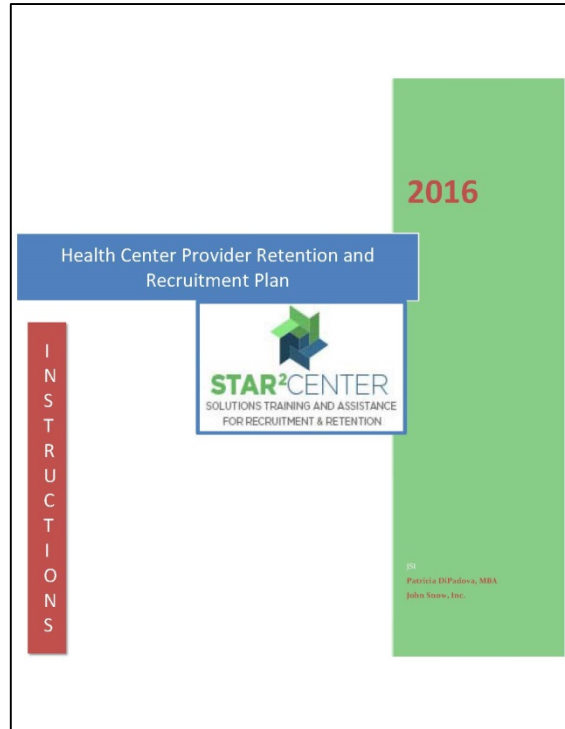 2016
Health Center Provider Retention and
Recruitment Plan
STAR²CENTER
SOLUTIONS TRAINING AND ASSISTANCE
FOR RECRUITMENT & RETENTION
INSTRUCTIONS
JSI
Patricia DiPadova, MBA
John Snow, Inc.